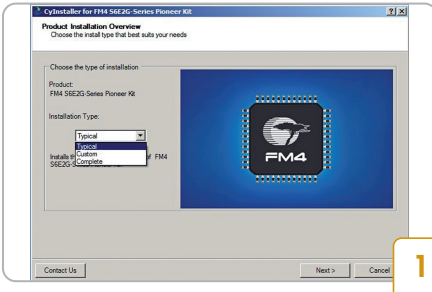 CyInstaller for FM4 S6E2G-Series Pioneer Kit
Product Installation Overview
Choose the install type that best suits your needs
Choose the type of installation
Product:
FM4 S6E2G-Series Pioneer Kit
Installation Type:
Typical
Typical
Custom
Complete
Installs th of FM4
S6E2G-S
FM4
Contact Us
Next >
Cancel
1